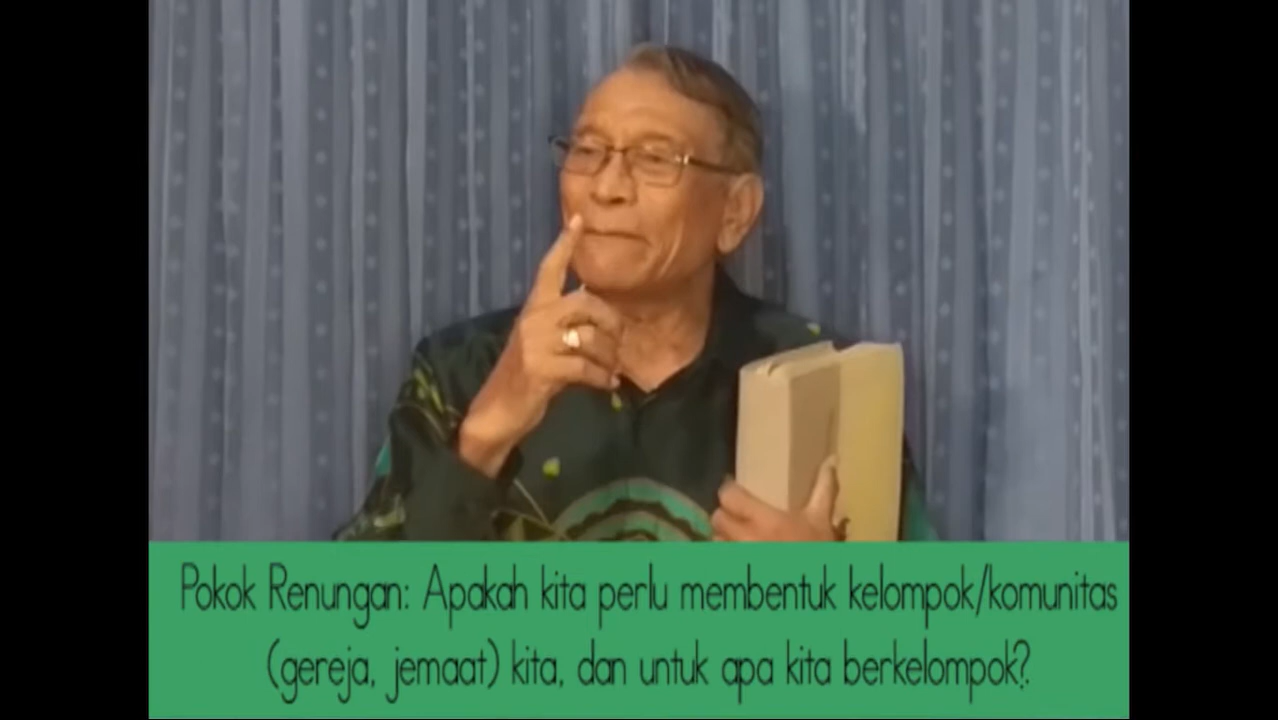 Pokok Renungan: Apakah kita perlu membentuk kelompok/komunitas
(gereja, jemaat) kita, dan untuk apa kita berkelompok?